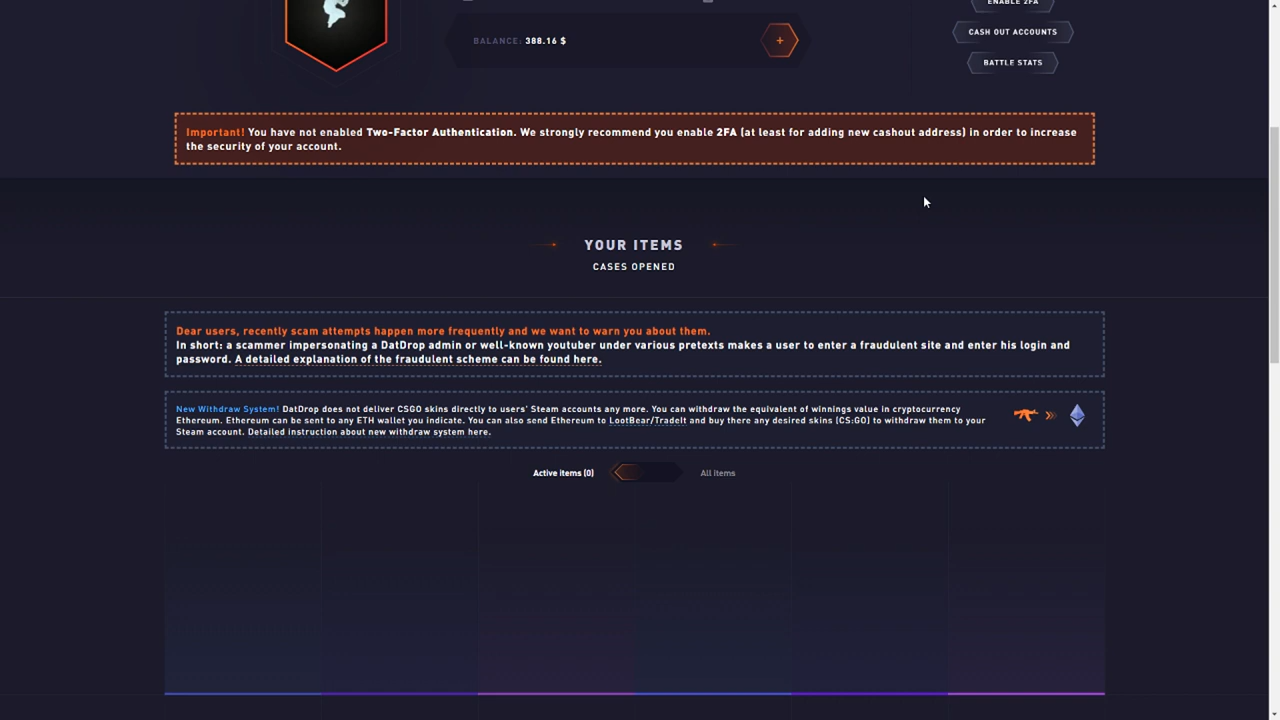 ENABLE 2FA
BALANCE: 388.16 $
+
CASH OUT ACCOUNTS
BATTLE STATS
Important! You have not enabled Two-Factor Authentication. We strongly recommend you enable 2FA (at least for adding new cashout address) in order to increase
the security of your account.
YOUR ITEMS
CASES OPENED
Dear users, recently scam attempts happen more frequently and we want to warn you about them.
In short: a scammer impersonating a DatDrop admin or well-known youtuber under various pretexts makes a user to enter a fraudulent site and enter his login and
password. A detailed explanation of the fraudulent scheme can be found here.
New Withdraw System! DatDrop does not deliver CSGO skins directly to users' Steam accounts any more. You can withdraw the equivalent of winnings value in cryptocurrency
Ethereum. Ethereum can be sent to any ETH wallet you indicate. You can also send Ethereum to LootBear/TradeIt and buy there any desired skins (CS:GO) to withdraw them to your
Steam account. Detailed instruction about new withdraw system here.
Active items (0)
All items